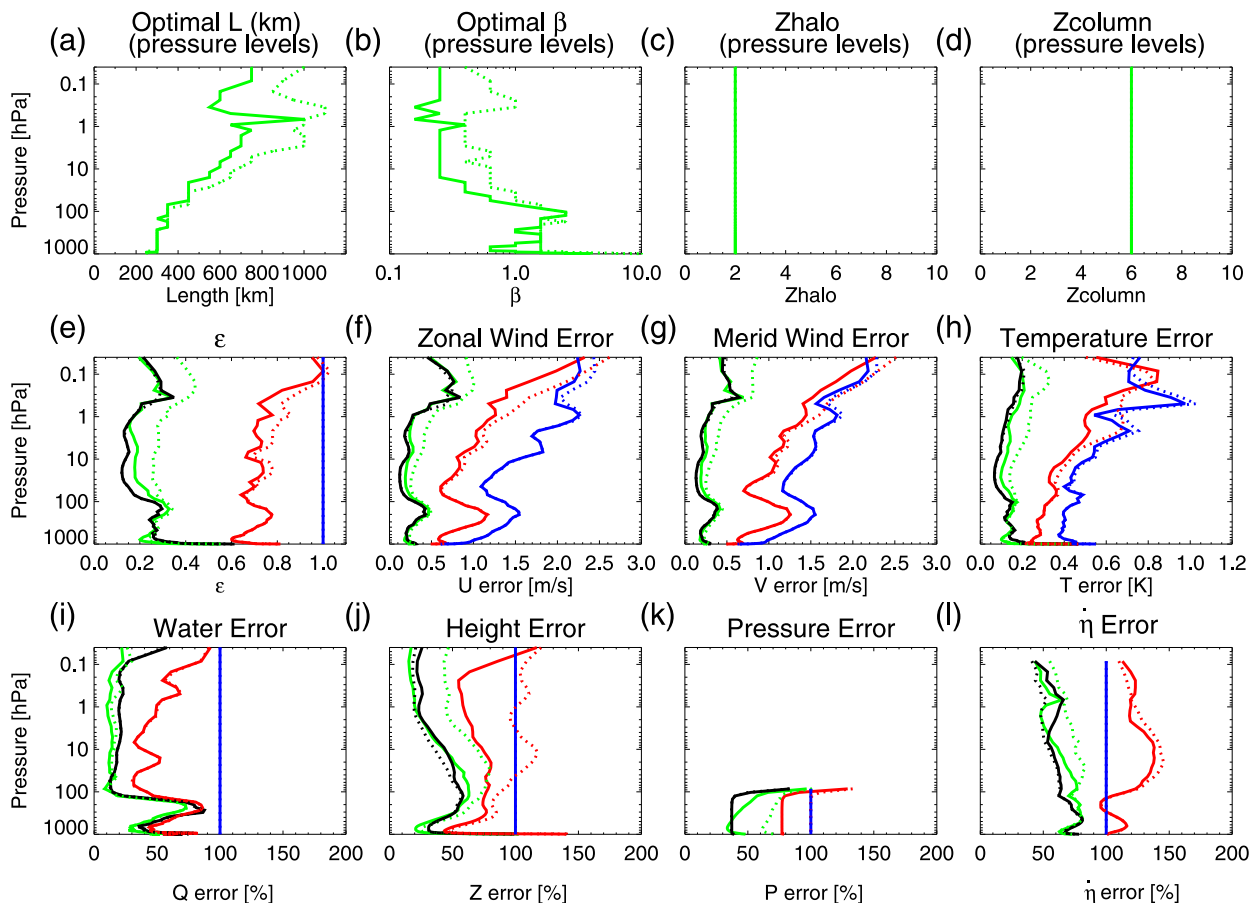 (a) Optimal L (km)
(pressure levels)
(b) Optimal β
(pressure levels)
(c) Zhalo
(pressure levels)
(d) Zcolumn
(pressure levels)
Pressure [hPa]
0.1
1
10
100
1000
0 200 400 600 800 1000
Length [km]
0.1 1.0 10.0
β
0 2 4 6 8 10
Zhalo
0 2 4 6 8 10
Zcolumn
(e) ε
(f) Zonal Wind Error
(g) Merid Wind Error
(h) Temperature Error
Pressure [hPa]
0.1
1
10
100
1000
0.0 0.2 0.4 0.6 0.8 1.0
ε
0.0 0.5 1.0 1.5 2.0 2.5 3.0
U error [m/s]
0.0 0.5 1.0 1.5 2.0 2.5 3.0
V error [m/s]
0.0 0.2 0.4 0.6 0.8 1.0 1.2
T error [K]
(i) Water Error
(j) Height Error
(k) Pressure Error
(l) η̇ Error
Pressure [hPa]
0.1
1
10
100
1000
0 50 100 150 200
Q error [%]
0 50 100 150 200
Z error [%]
0 50 100 150 200
P error [%]
0 50 100 150 200
η̇ error [%]